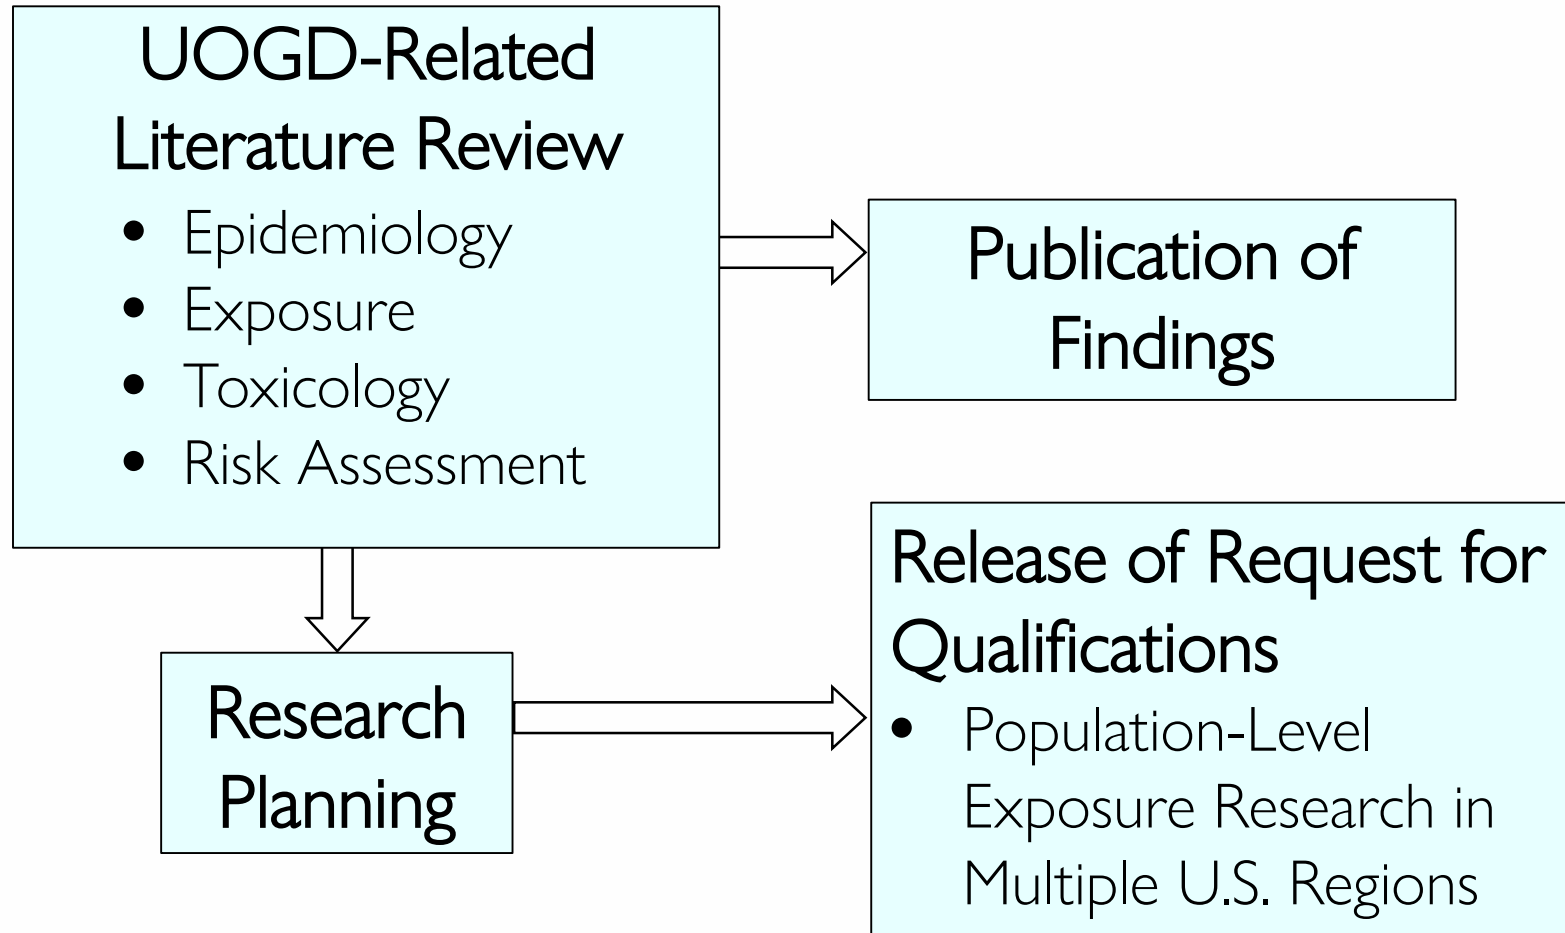 UOGD-Related
Literature Review
• Epidemiology
• Exposure
• Toxicology
• Risk Assessment
Publication of
Findings
Research
Planning
Release of Request for
Qualifications
• Population-Level
Exposure Research in
Multiple U.S. Regions